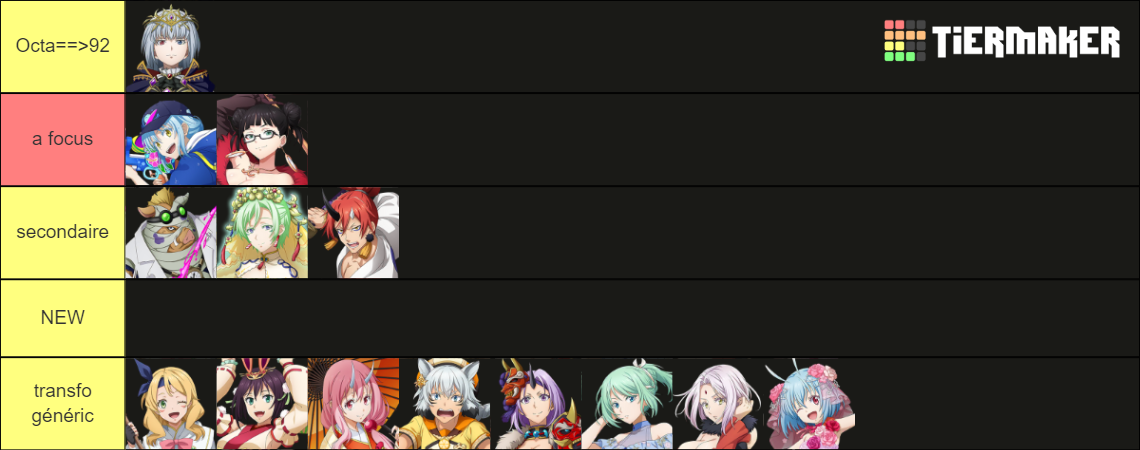 Octa==>92
TiERMAKER
a focus
secondaire
NEW
transfo
généric